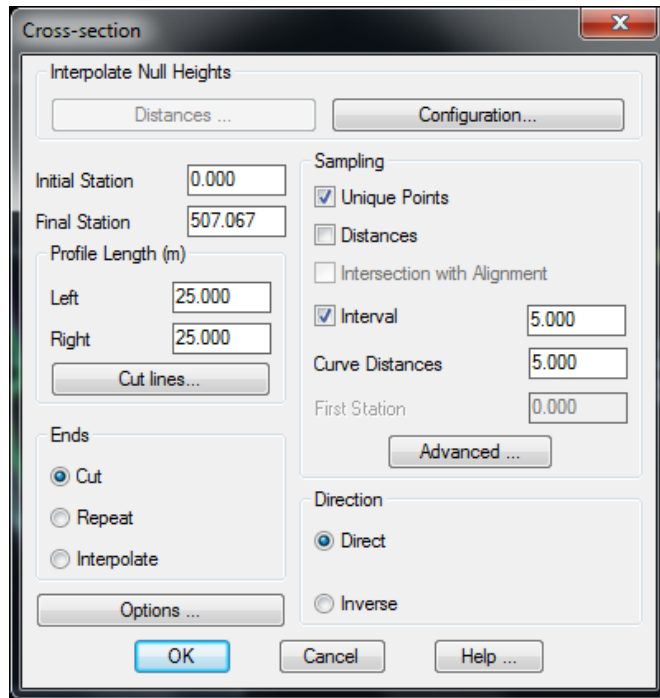 Cross-section
Interpolate Null Heights
Distances ...
Configuration...
Initial Station 0.000
Final Station 507.067
Profile Length (m)
Left 25.000
Right 25.000
Cut lines...
Ends
Cut
Repeat
Interpolate
Options ...
Sampling
Unique Points
Distances
Intersection with Alignment
Interval 5.000
Curve Distances 5.000
First Station 0.000
Advanced ...
Direction
Direct
Inverse
OK
Cancel
Help ...